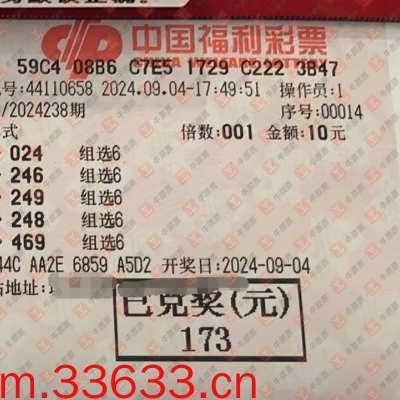 中国福利彩票
59C4 08B6 C7E5 1729 C222 3B47
号:44110658 2024.09.04-17:49:51 操作员:1
/2024238期 序号:00014
式 倍数:001 金额:10元
024 组选6
246 组选6
249 组选6
248 组选6
469 组选6
44C AA2E 6859 A5D2 开奖日:2024-09-04
站地址:
已兑奖(元)
173
m.33633.cn